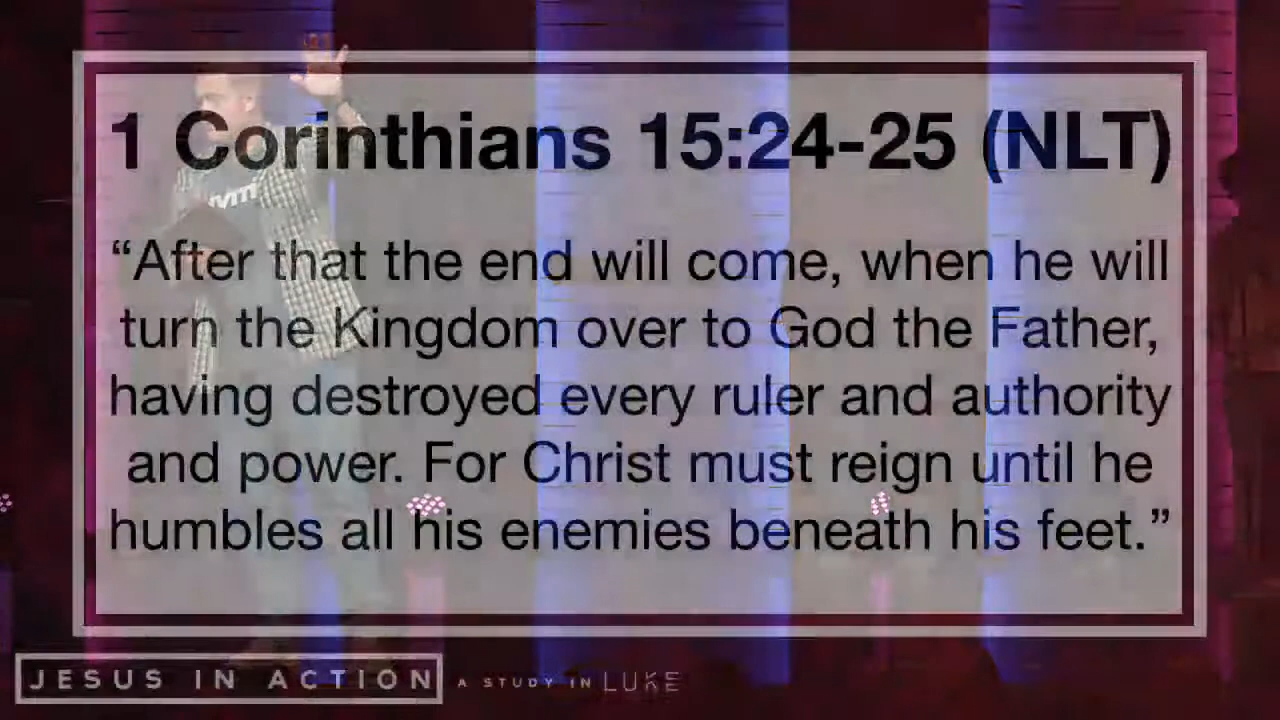 1 Corinthians 15:24-25 (NLT)
“After that the end will come, when he will
turn the Kingdom over to God the Father,
having destroyed every ruler and authority
and power. For Christ must reign until he
humbles all his enemies beneath his feet.”
JESUS IN ACTION A STUDY IN LUKE